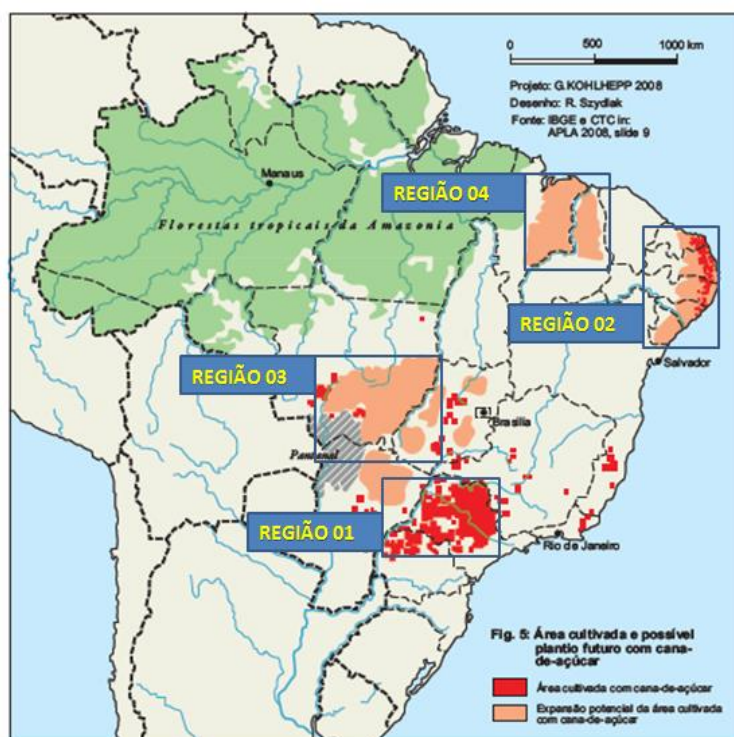 0 500 1000 km
Projeto: G.KOHLHEPP 2008
Desenho: R. Szydlak
Fonte: IBGE e CTC in:
APLA 2008, slide 9
Manaus
REGIÃO 04
Florestas tropicais da Amazonia
REGIÃO 02
Salvador
REGIÃO 03
Brasília
Pantanal
REGIÃO 01
Rio de Janeiro
Fig. 5: Área cultivada e possível
plantio futuro com cana-
de-açúcar
Área cultivada com cana-de-açúcar
Expansão potencial da área cultivada
com cana-de-açúcar